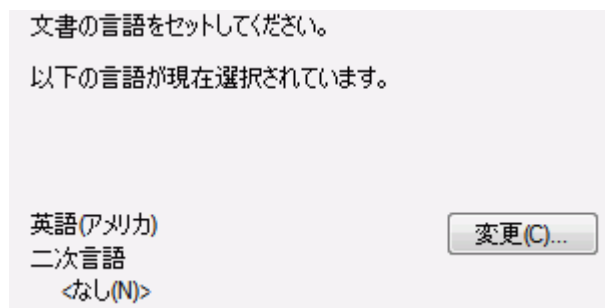 文書の言語をセットしてください。
以下の言語が現在選択されています。
英語(アメリカ)
変更(C)...
二次言語
<なし(N)>